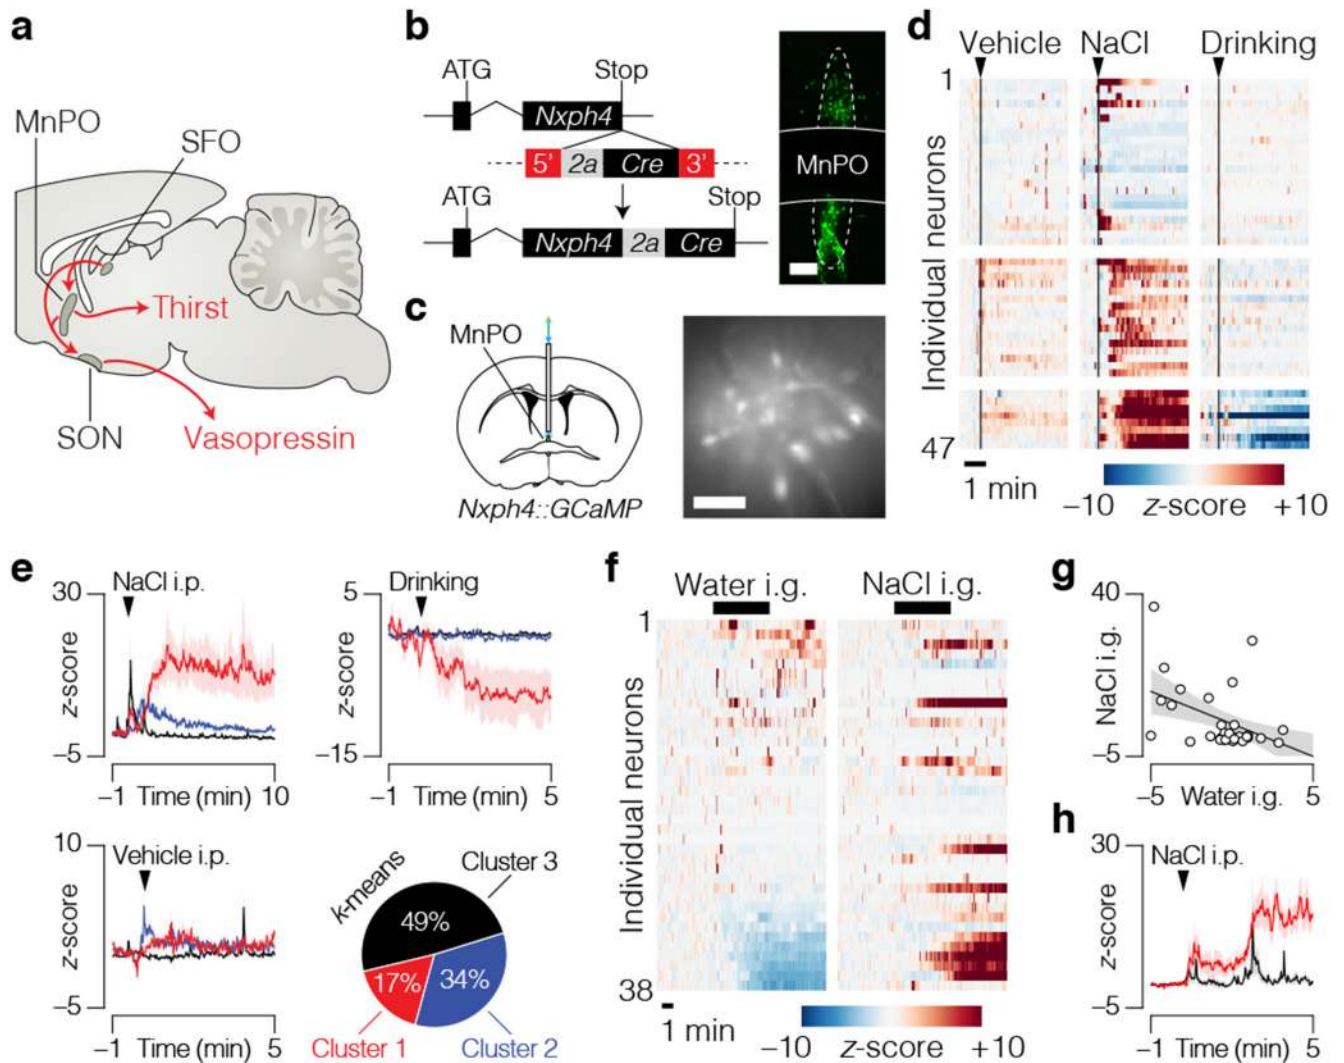 a
MnPO
SFO
Thirst
SON
Vasopressin
b
ATG
Stop
Nxph4
5' 2a Cre 3'
ATG
Stop
Nxph4 2a Cre
MnPO
c
MnPO
Nxph4::GCaMP
d
Vehicle NaCl Drinking
1
Individual neurons
47
1 min
−10 z-score +10
e
NaCl i.p.
30
z-score
−5
−1 Time (min) 10
Drinking
5
z-score
−15
−1 Time (min) 5
Vehicle i.p.
10
z-score
−5
−1 Time (min) 5
k-means
Cluster 3
49%
17%
34%
Cluster 1
Cluster 2
f
Water i.g. NaCl i.g.
1
Individual neurons
38
1 min
−10 z-score +10
g
40
NaCl i.g.
−5
−5 Water i.g. 5
h
30
NaCl i.p.
z-score
−5
−1 Time (min) 5